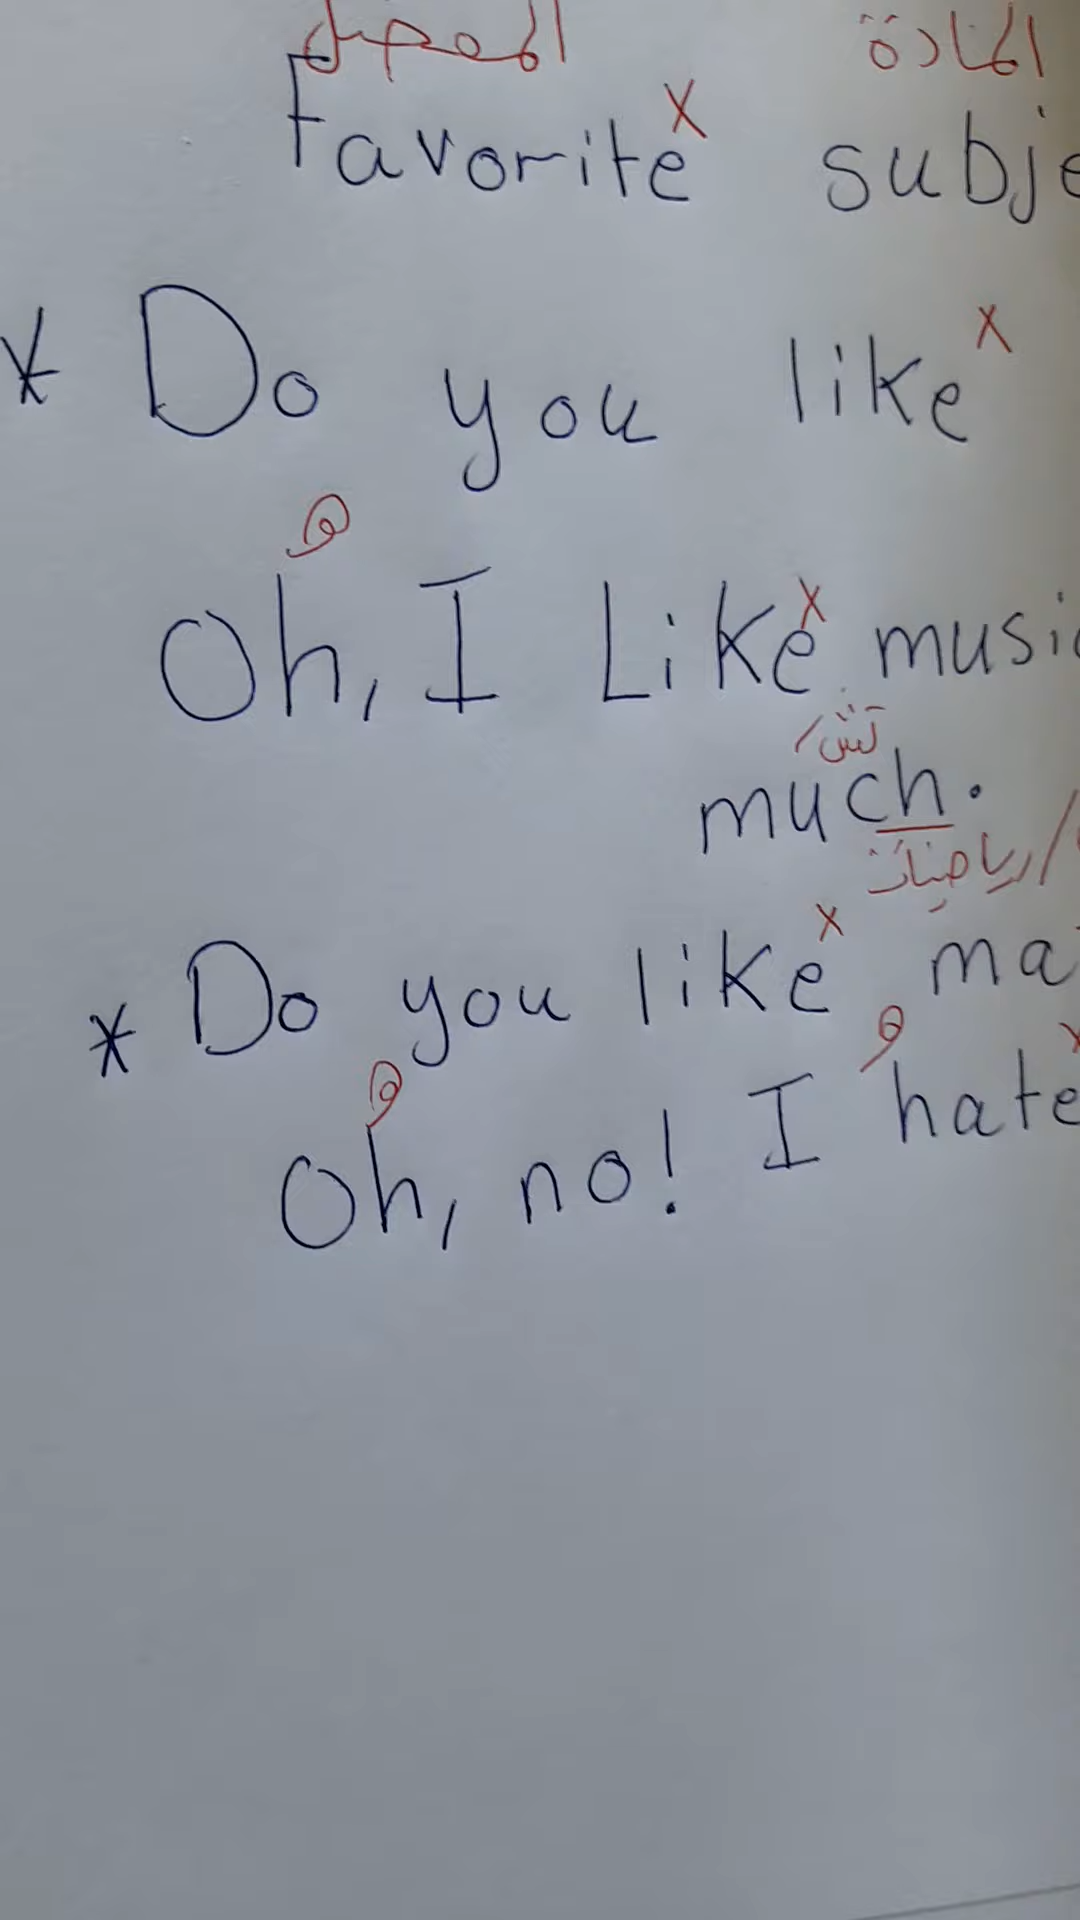 المفضل المادة
x
Favorite subje
x
* Do you like
ه
x
Oh, I Like musi
تش
much.
رياضيات
x
* Do you like ma
ه ه
Oh, no! I hate